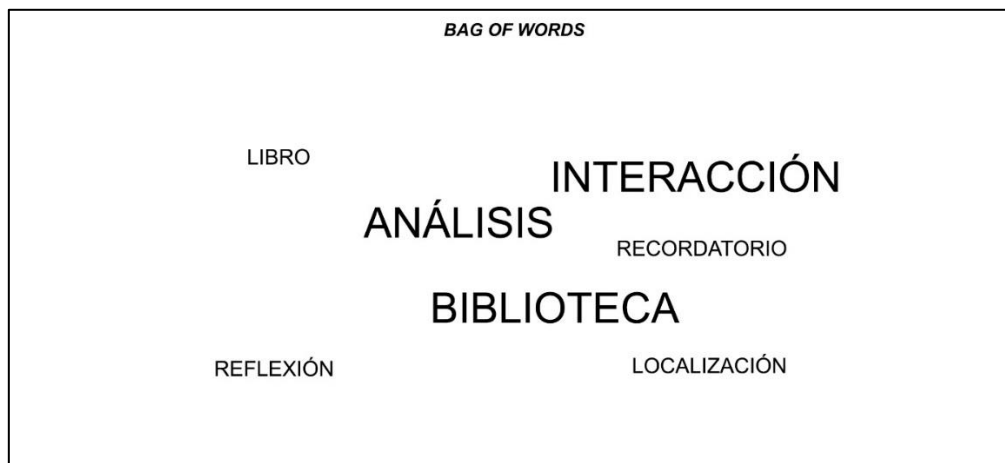 BAG OF WORDS
LIBRO
INTERACCIÓN
ANÁLISIS
RECORDATORIO
BIBLIOTECA
REFLEXIÓN
LOCALIZACIÓN